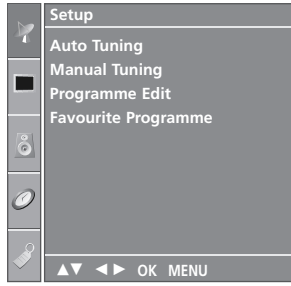 Setup
Auto Tuning
Manual Tuning
Programme Edit
Favourite Programme
▲▼ ◄► OK MENU